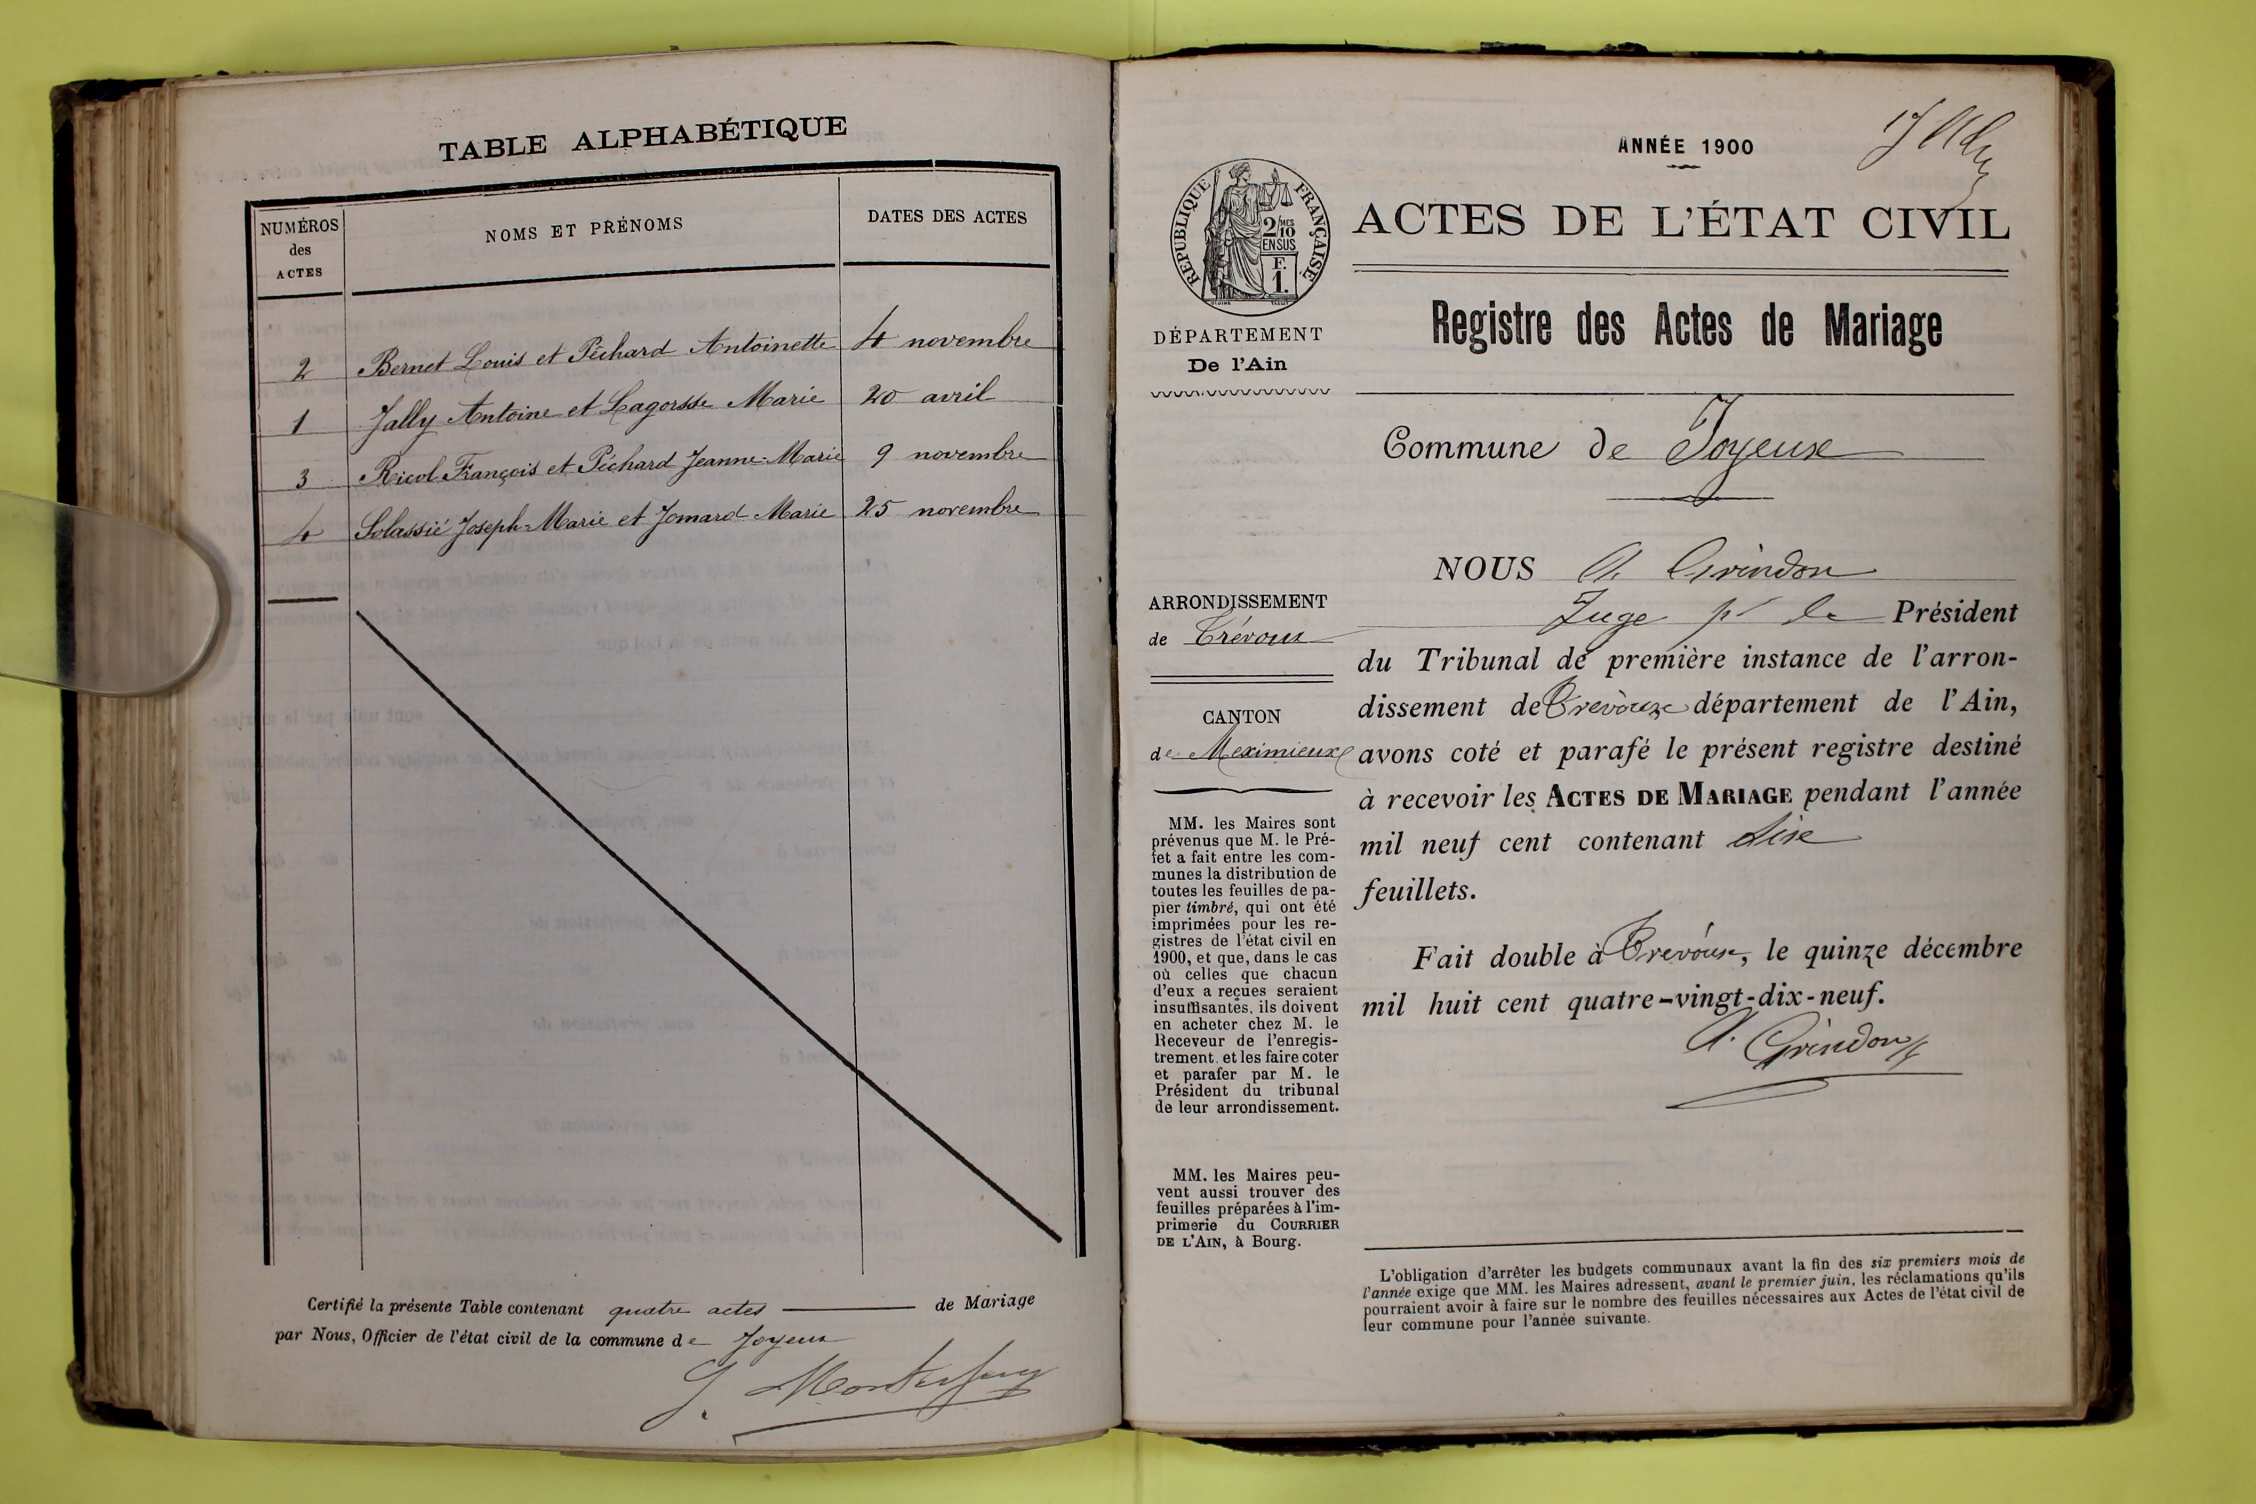 TABLE ALPHABÉTIQUE
NUMÉROS
des
ACTES
NOMS ET PRÉNOMS
DATES DES ACTES
2 Bernet Louis et Péchard Antoinette 4 novembre
1 Jally Antoine et Lagorsse Marie 20 avril
3 Ricol François et Péchard Jeanne-Marie 9 novembre
4 Solassié Joseph-Marie et Jomard Marie 25 novembre
Certifié la présente Table contenant quatre actes de Mariage
par Nous, Officier de l'état civil de la commune de Joyeux
ANNÉE 1900
RÉPUBLIQUE FRANÇAISE
2/MES
10
EN SUS
F.
1.
ACTES DE L'ÉTAT CIVIL
DÉPARTEMENT
De l'Ain
Registre des Actes de Mariage
Commune de Joyeux
ARRONDISSEMENT
de Trévoux
CANTON
de Meximieux
MM. les Maires sont
prévenus que M. le Pré-
fet a fait entre les com-
munes la distribution de
toutes les feuilles de pa-
pier timbré, qui ont été
imprimées pour les re-
gistres de l'état civil en
1900, et que, dans le cas
où celles que chacun
d'eux a reçues seraient
insuffisantes, ils doivent
en acheter chez M. le
Receveur de l'enregis-
trement, et les faire coter
et parafer par M. le
Président du tribunal
de leur arrondissement.
MM. les Maires peu-
vent aussi trouver des
feuilles préparées à l'im-
primerie du COURRIER
DE L'AIN, à Bourg.
NOUS A. Grindon
Juge pr le Président
du Tribunal de première instance de l'arron-
dissement de Trévoux département de l'Ain,
avons coté et parafé le présent registre destiné
à recevoir les ACTES DE MARIAGE pendant l'année
mil neuf cent contenant
feuillets.
Fait double à Trévoux, le quinze décembre
mil huit cent quatre-vingt-dix-neuf.
A. Grindon
L'obligation d'arrêter les budgets communaux avant la fin des six premiers mois de
l'année exige que MM. les Maires adressent, avant le premier juin, les réclamations qu'ils
pourraient avoir à faire sur le nombre des feuilles nécessaires aux Actes de l'état civil de
leur commune pour l'année suivante.